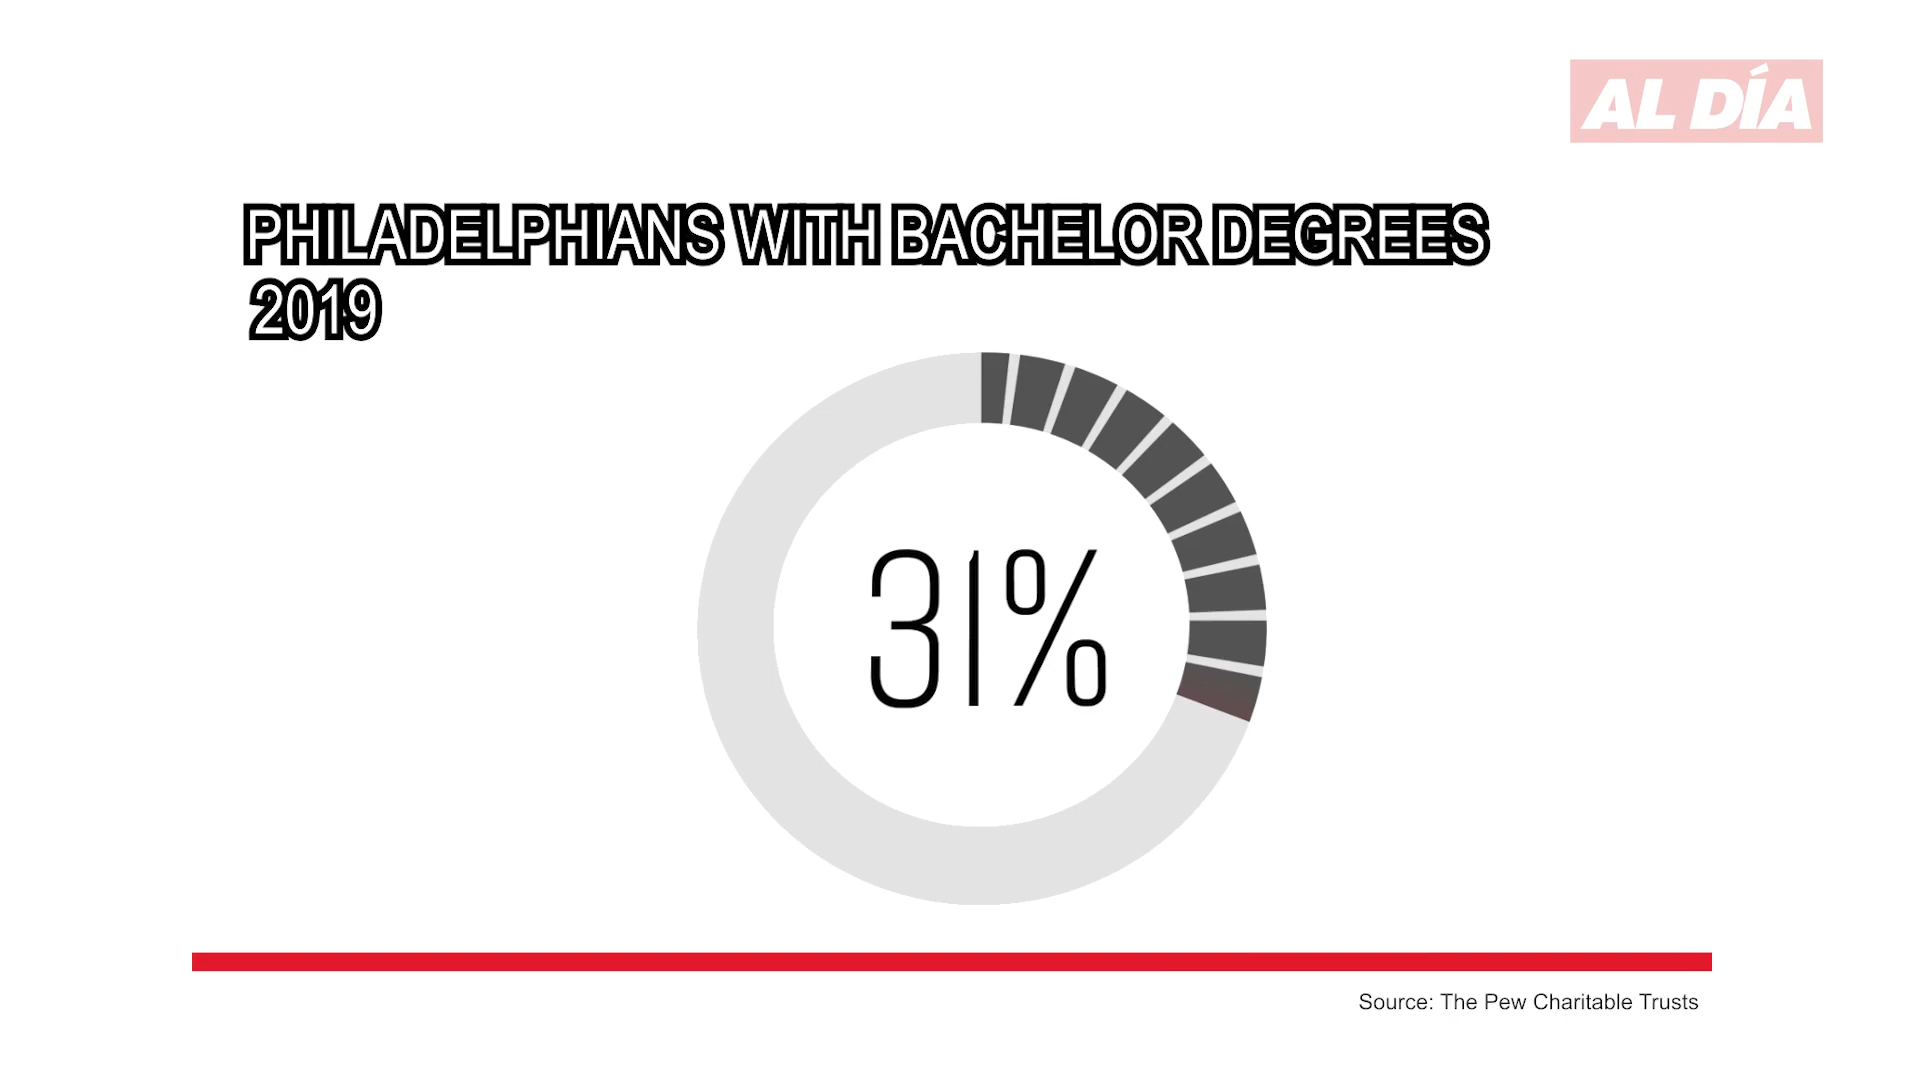 AL DÍA
PHILADELPHIANS WITH BACHELOR DEGREES
2019
31%
Source: The Pew Charitable Trusts